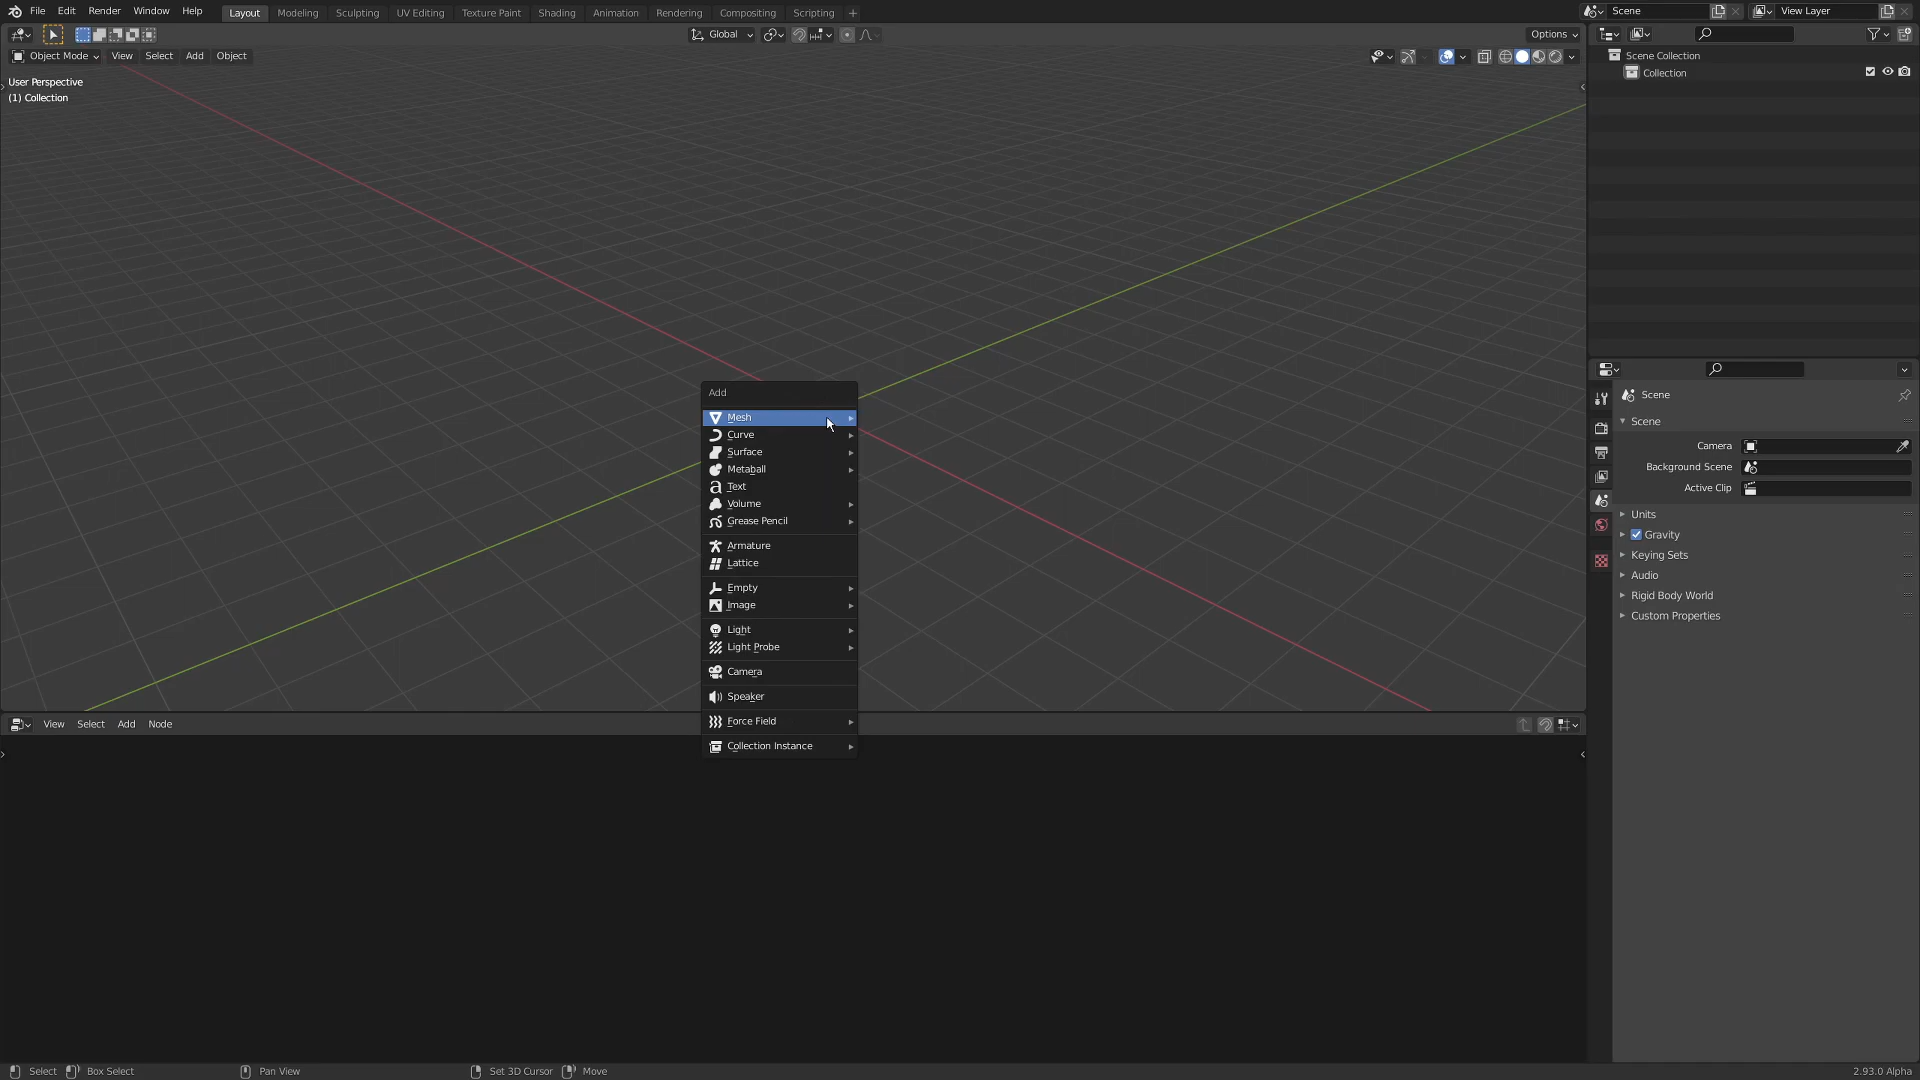 File Edit Render Window Help Layout Modeling Sculpting UV Editing Texture Paint Shading Animation Rendering Compositing Scripting + Scene View Layer
Global Options
Object Mode View Select Add Object
User Perspective
(1) Collection
Scene Collection
Collection
Add
Mesh
Curve
Surface
Metaball
Text
Volume
Grease Pencil
Armature
Lattice
Empty
Image
Light
Light Probe
Camera
Speaker
Force Field
Collection Instance
Scene
Scene
Camera
Background Scene
Active Clip
Units
Gravity
Keying Sets
Audio
Rigid Body World
Custom Properties
View Select Add Node
Select Box Select Pan View Set 3D Cursor Move 2.93.0 Alpha